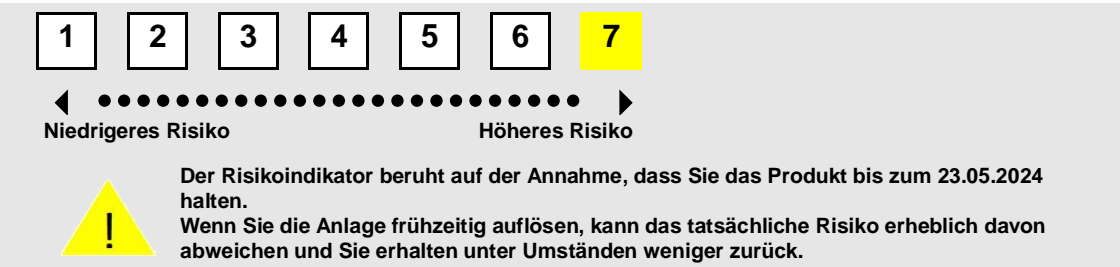 1 2 3 4 5 6 7
Niedrigeres Risiko Höheres Risiko
Der Risikoindikator beruht auf der Annahme, dass Sie das Produkt bis zum 23.05.2024
halten.
Wenn Sie die Anlage frühzeitig auflösen, kann das tatsächliche Risiko erheblich davon
abweichen und Sie erhalten unter Umständen weniger zurück.
!